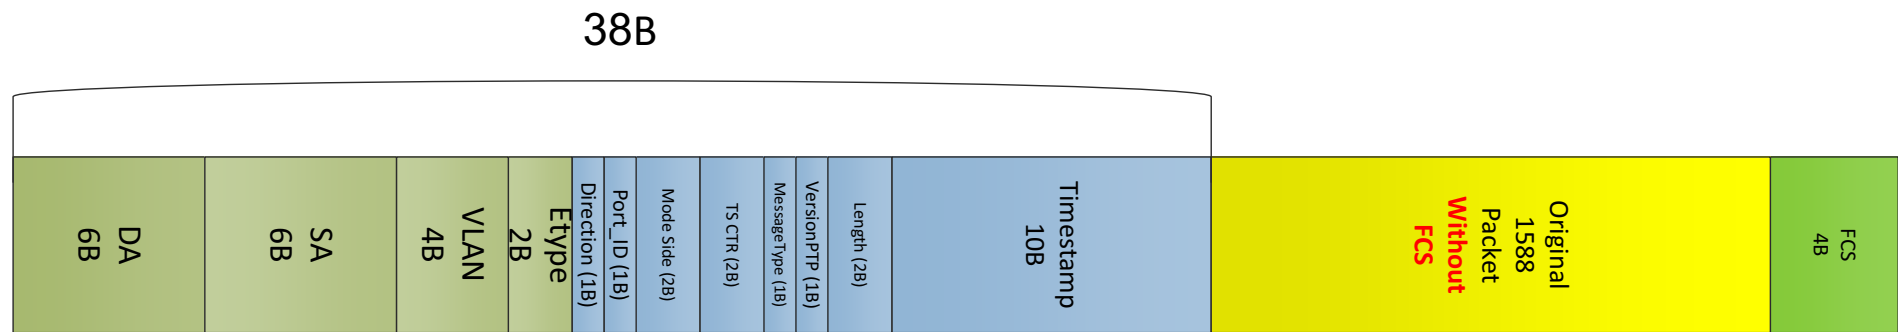 38B
DA
6B
SA
6B
VLAN
4B
Etype
2B
Direction (1B)
Port_ID (1B)
Mode Side (2B)
TS CTR (2B)
MessageType (1B)
VersionPTP (1B)
Length (2B)
Timestamp
10B
Original
1588
Packet
Without
FCS
FCS
4B